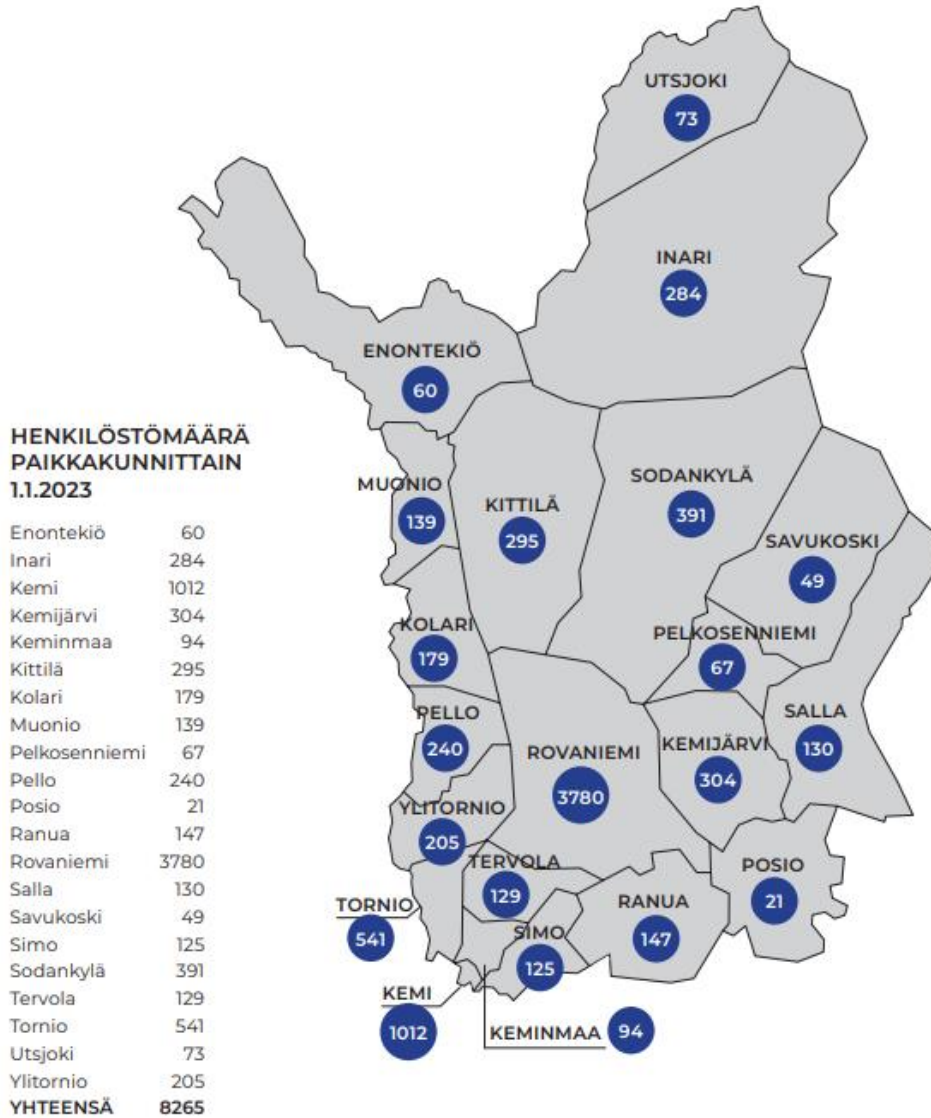 UTSJOKI
73
INARI
284
ENONTEKIÖ
60
HENKILÖSTÖMÄÄRÄ
PAIKKAKUNNITTAIN
1.1.2023
Enontekiö 60
Inari 284
Kemi 1012
Kemijärvi 304
Keminmaa 94
Kittilä 295
Kolari 179
Muonio 139
Pelkosenniemi 67
Pello 240
Posio 21
Ranua 147
Rovaniemi 3780
Salla 130
Savukoski 49
Simo 125
Sodankylä 391
Tervola 129
Tornio 541
Utsjoki 73
Ylitornio 205
YHTEENSÄ 8265
MUONIO
139
KITTILÄ
295
SODANKYLÄ
391
SAVUKOSKI
49
KOLARI
179
PELKOSENNIEMI
67
PELLO
240
ROVANIEMI
3780
KEMIJÄRVI
304
SALLA
130
YLITORNIO
205
TERVOLA
129
RANUA
147
POSIO
21
TORNIO
541
SIMO
125
KEMI
1012
KEMINMAA 94